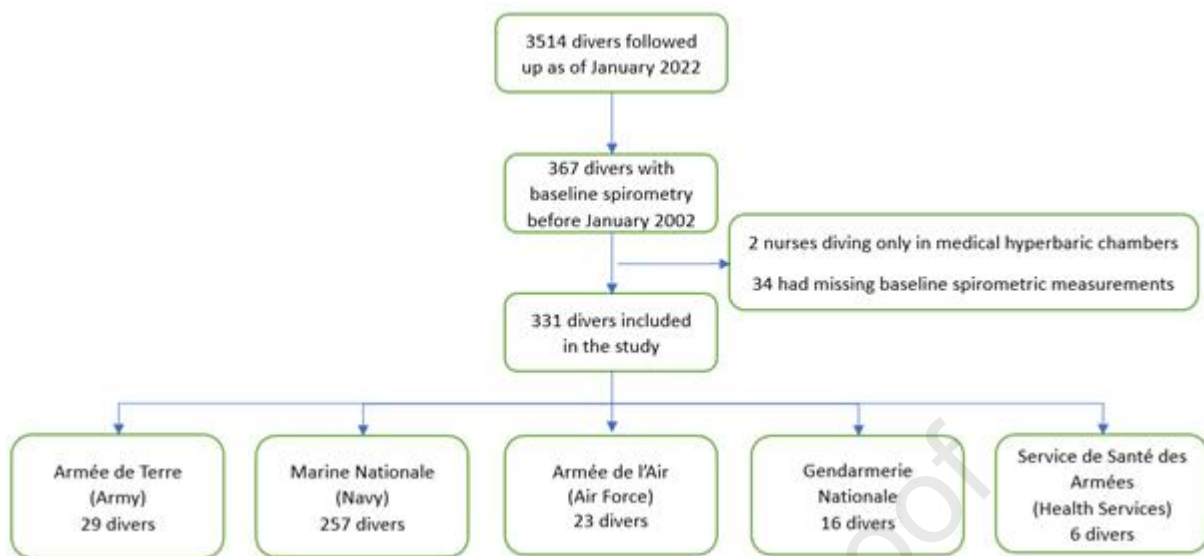 3514 divers followed
up as of January 2022
367 divers with
baseline spirometry
before January 2002
2 nurses diving only in medical hyperbaric chambers
34 had missing baseline spirometric measurements
331 divers included
in the study
Armée de Terre
(Army)
29 divers
Marine Nationale
(Navy)
257 divers
Armée de l'Air
(Air Force)
23 divers
Gendarmerie
Nationale
16 divers
Service de Santé des
Armées
(Health Services)
6 divers
oof